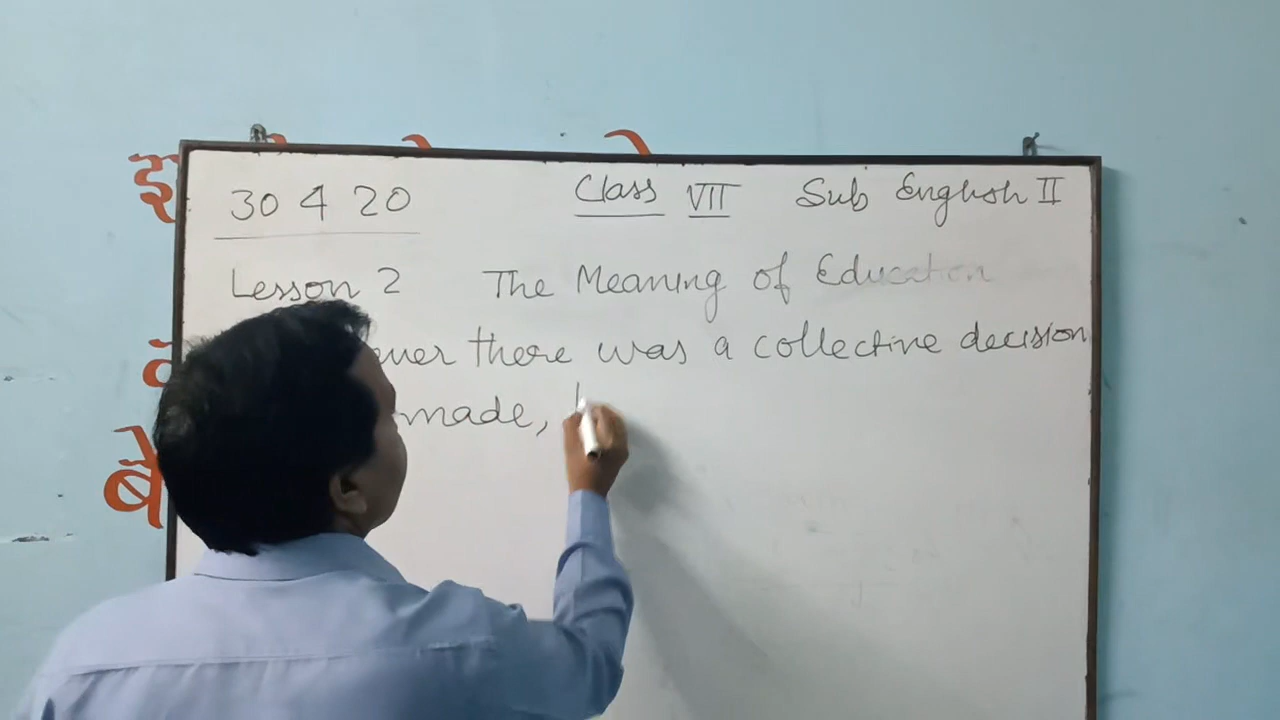 30 4 20 Class VII Sub English II
Lesson 2 The Meaning of Education
there was a collective decision
made,